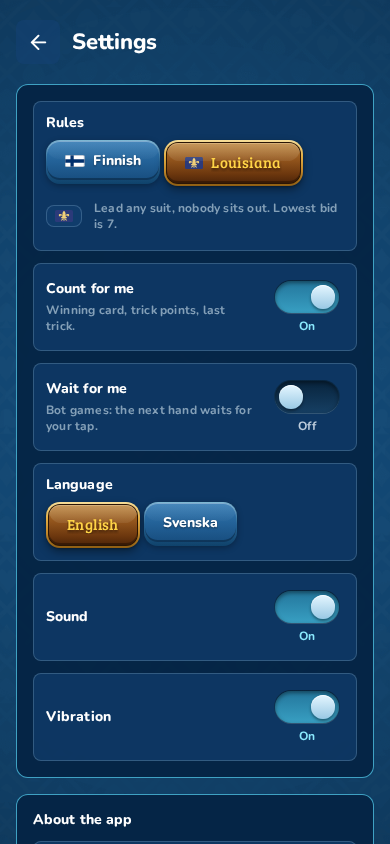 Settings
Rules
Finnish
Louisiana
Lead any suit, nobody sits out. Lowest bid
is 7.
Count for me
Winning card, trick points, last
trick.
On
Wait for me
Bot games: the next hand waits for
your tap.
Off
Language
English
Svenska
Sound
On
Vibration
On
About the app